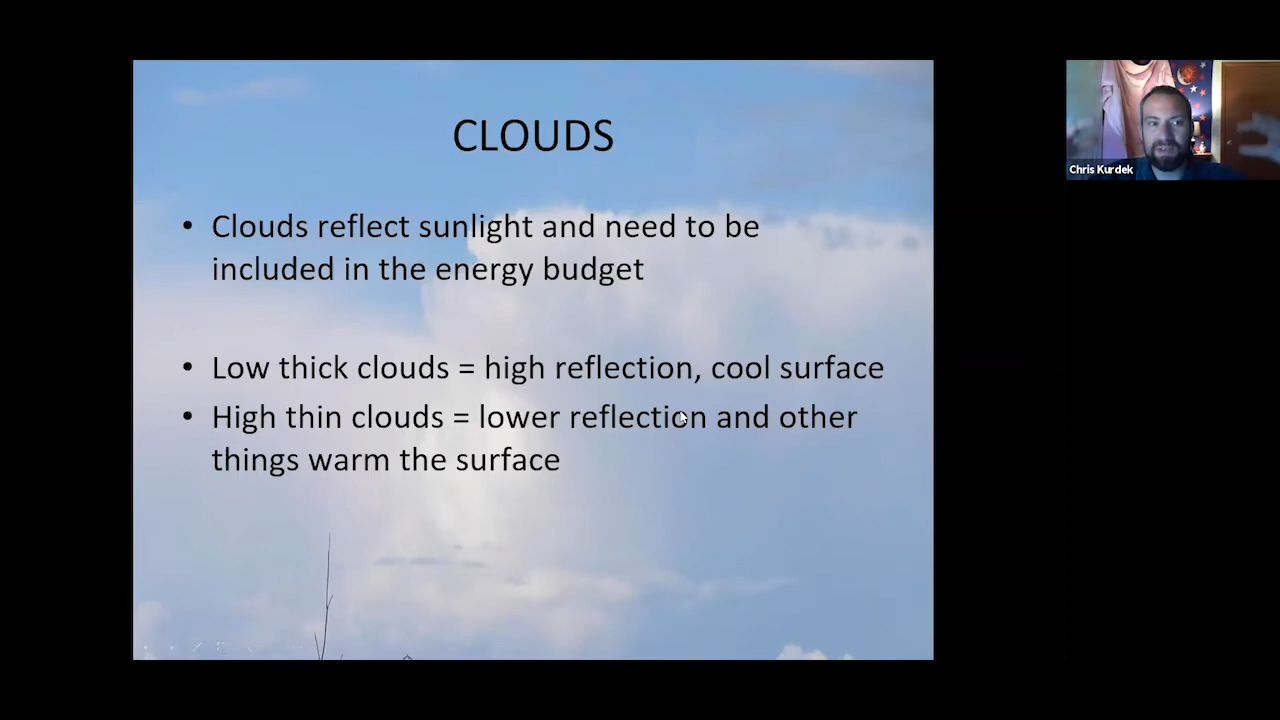 CLOUDS
• Clouds reflect sunlight and need to be
included in the energy budget
• Low thick clouds = high reflection, cool surface
• High thin clouds = lower reflection and other
things warm the surface
Chris Kurdek